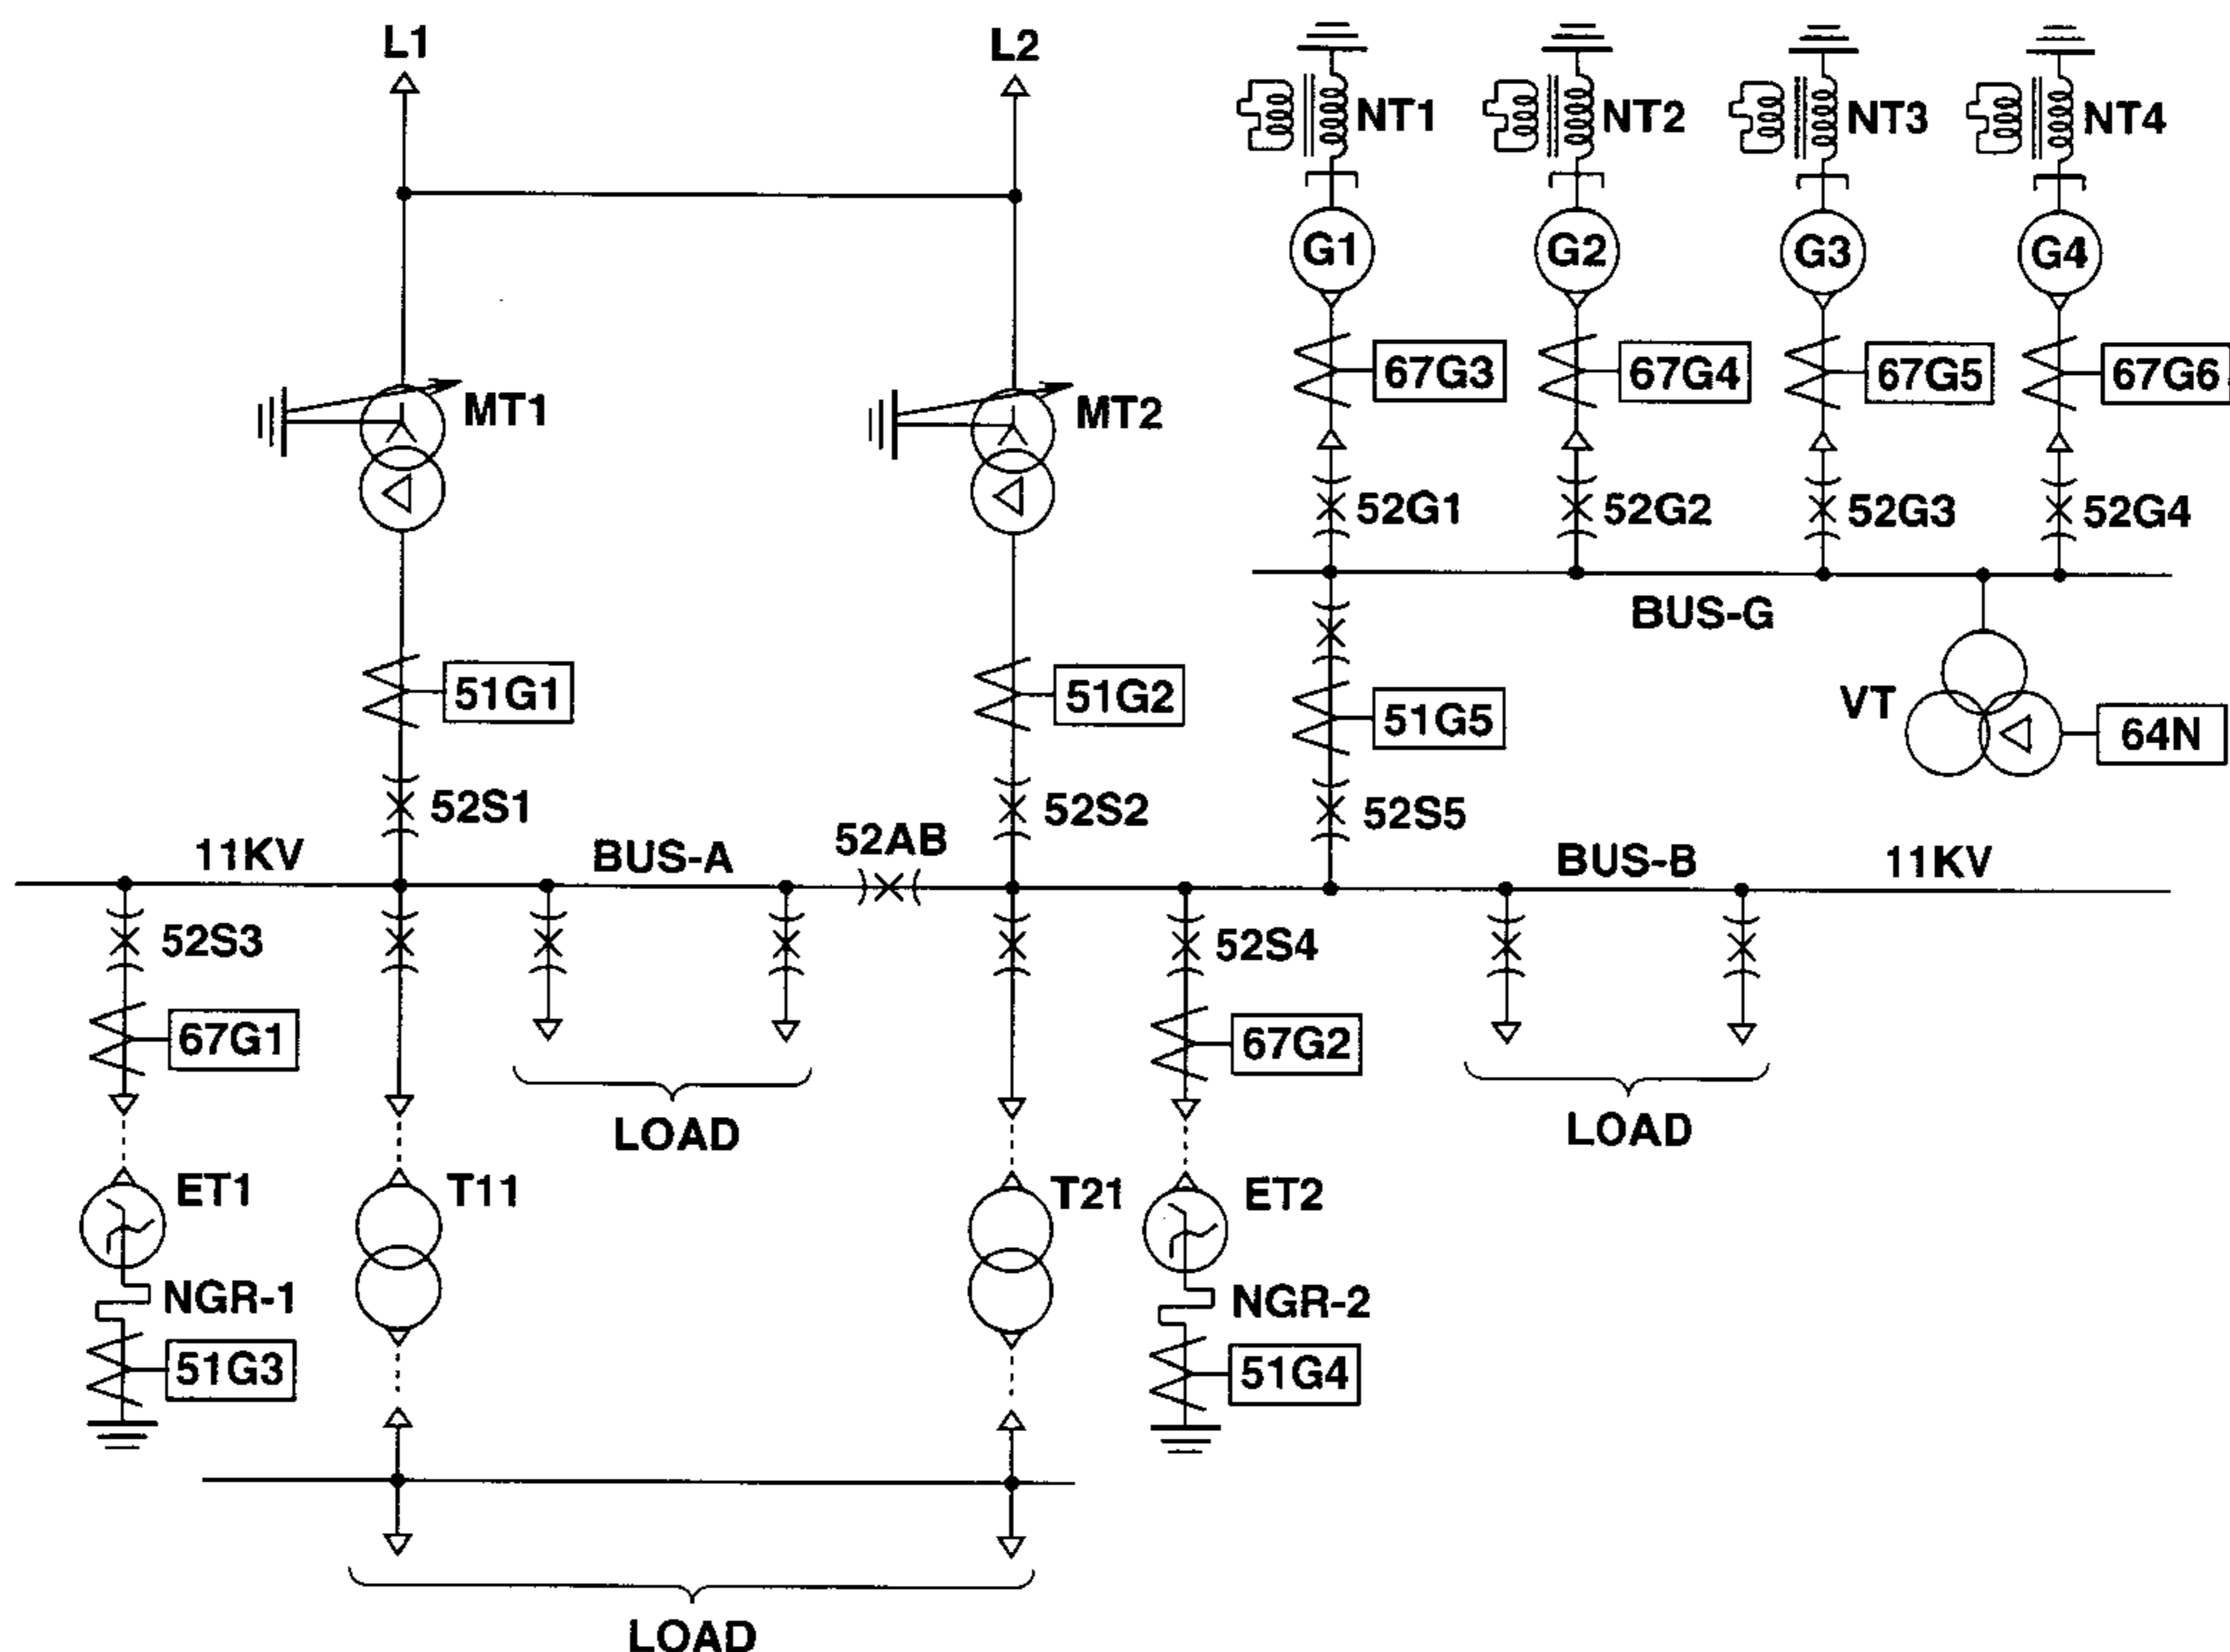 L1
L2
NT1
NT2
NT3
NT4
G1
G2
G3
G4
MT1
MT2
67G3
67G4
67G5
67G6
52G1
52G2
52G3
52G4
BUS-G
51G1
51G2
51G5
VT
64N
52S1
52S2
52S5
11KV
BUS-A
52AB
BUS-B
11KV
52S3
52S4
67G1
67G2
LOAD
LOAD
ET1
T11
T21
ET2
NGR-1
NGR-2
51G3
51G4
LOAD